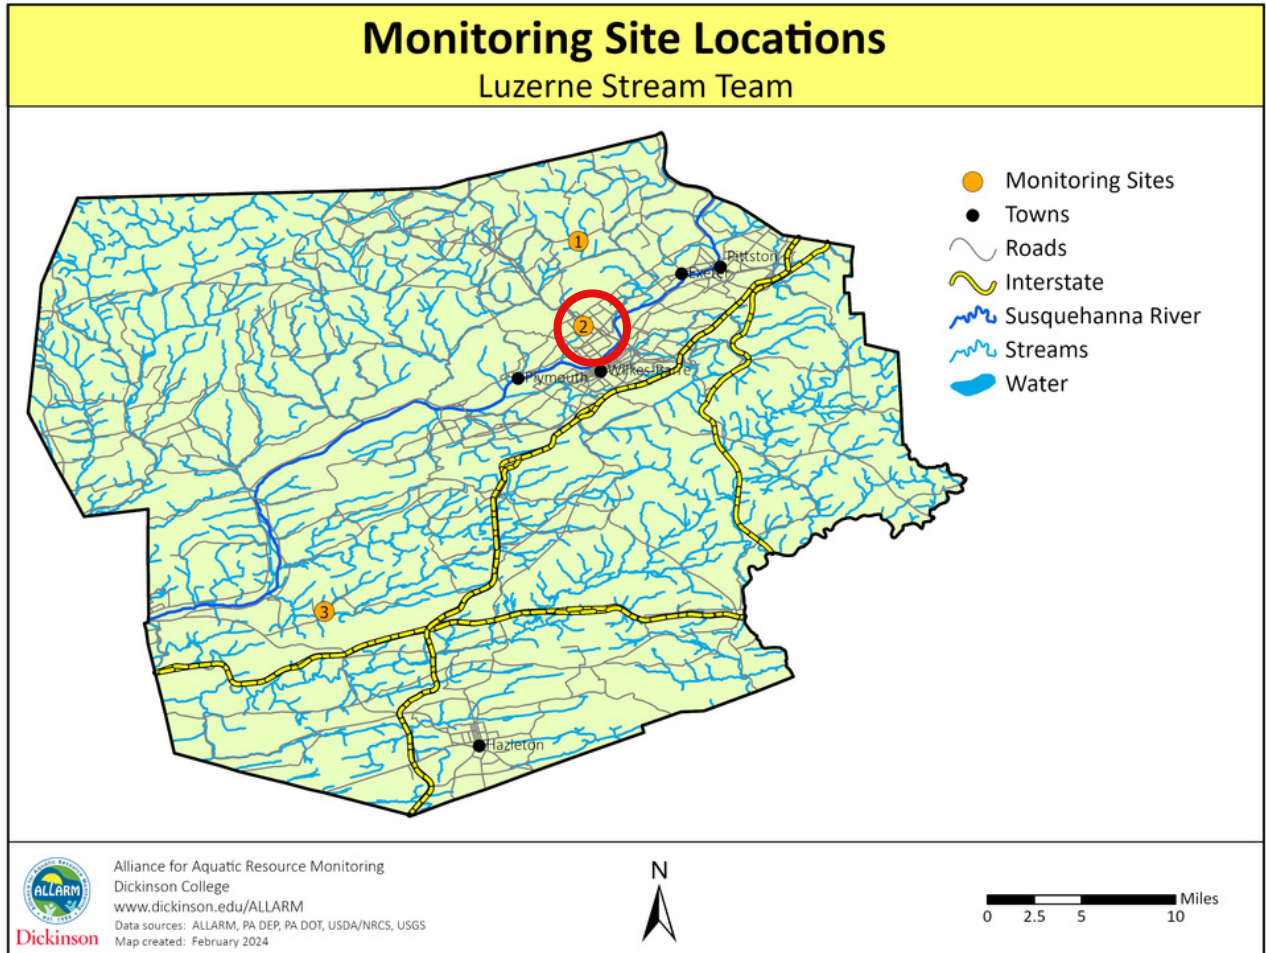 Monitoring Site Locations
Luzerne Stream Team
Monitoring Sites
Towns
Roads
Interstate
Susquehanna River
Streams
Water
1
Pittston
Exeter
2
Wilkes-Barre
Plymouth
3
Hazleton
Alliance for Aquatic Resource Monitoring
Dickinson College
www.dickinson.edu/ALLARM
Data sources: ALLARM, PA DEP, PA DOT, USDA/NRCS, USGS
Map created: February 2024
ALLARM
Dickinson
N
Miles
0 2.5 5 10